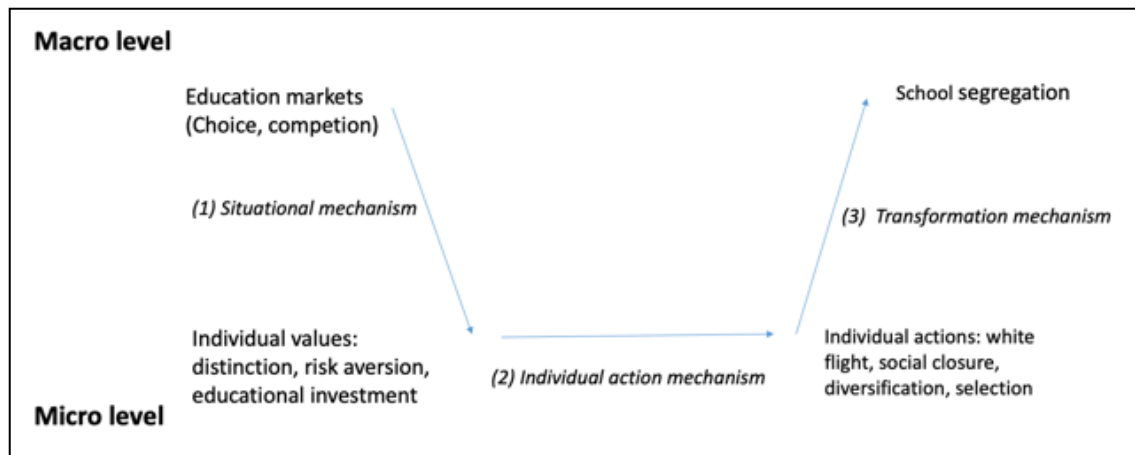 Macro level
Education markets
(Choice, competion)
School segregation
(1) Situational mechanism
(3) Transformation mechanism
Individual values:
distinction, risk aversion,
educational investment
(2) Individual action mechanism
Individual actions: white
flight, social closure,
diversification, selection
Micro level